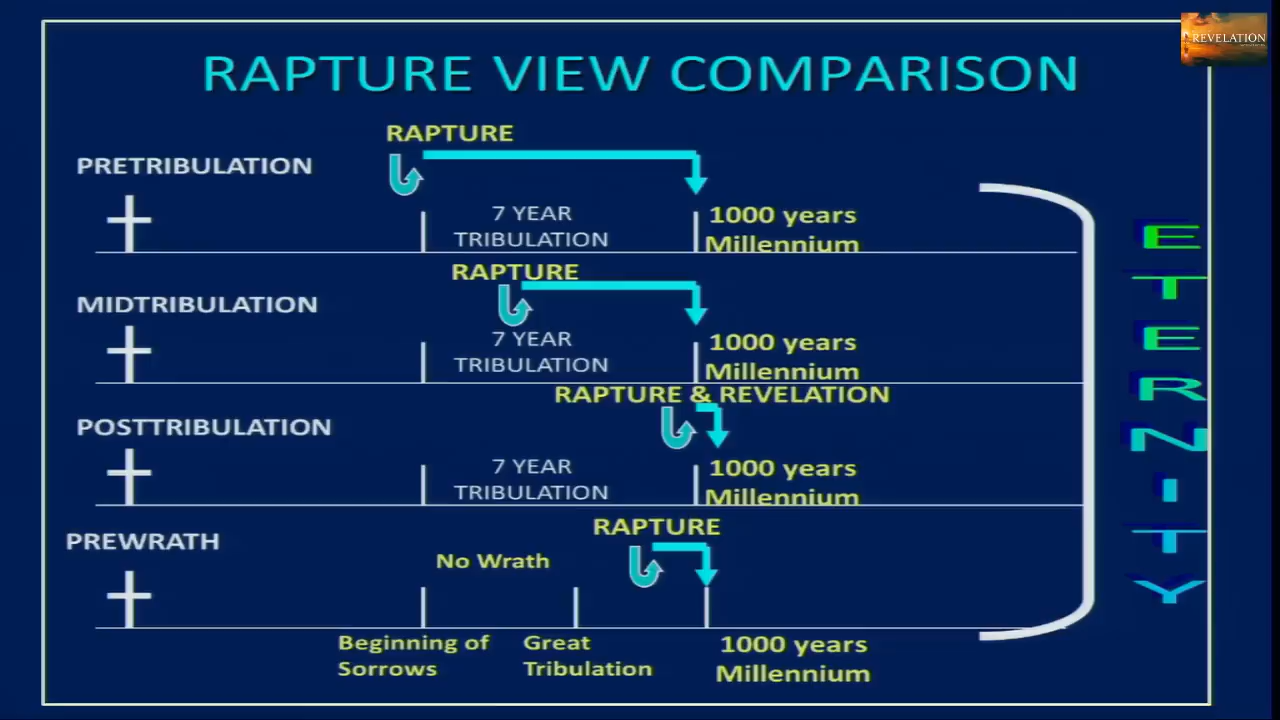 REVELATION
RAPTURE VIEW COMPARISON
RAPTURE
PRETRIBULATION
7 YEAR
TRIBULATION
1000 years
Millennium
RAPTURE
MIDTRIBULATION
7 YEAR
TRIBULATION
1000 years
Millennium
RAPTURE & REVELATION
POSTTRIBULATION
7 YEAR
TRIBULATION
1000 years
Millennium
RAPTURE
PREWRATH
No Wrath
Beginning of
Sorrows
Great
Tribulation
1000 years
Millennium
ETERNITY